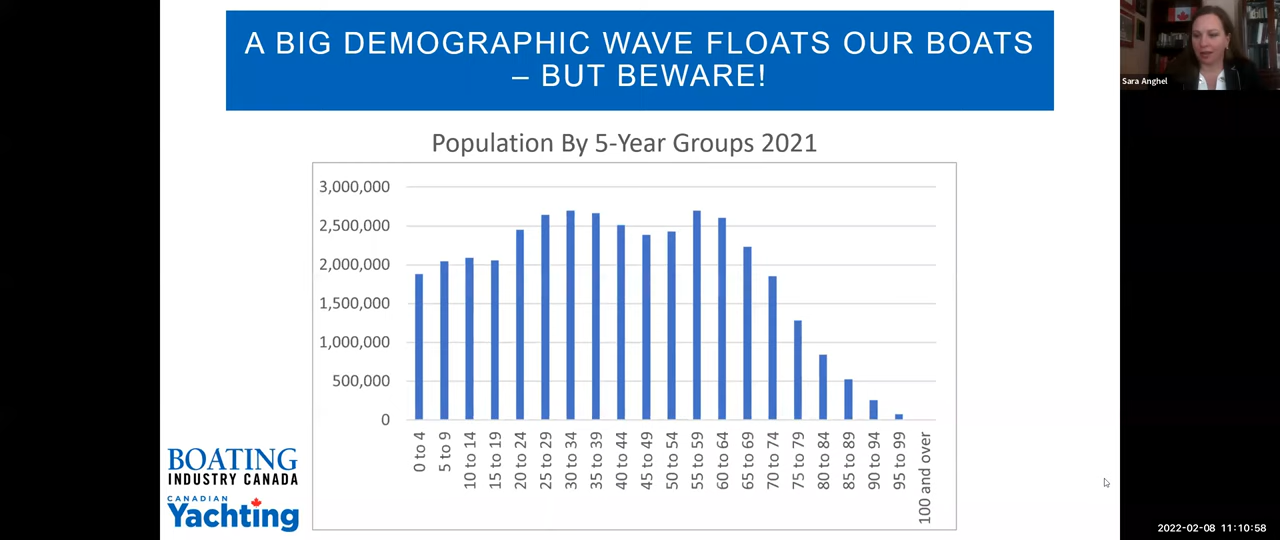 A BIG DEMOGRAPHIC WAVE FLOATS OUR BOATS
– BUT BEWARE!
Sara Anghel
Population By 5-Year Groups 2021
3,000,000
2,500,000
2,000,000
1,500,000
1,000,000
500,000
0
0 to 4
5 to 9
10 to 14
15 to 19
20 to 24
25 to 29
30 to 34
35 to 39
40 to 44
45 to 49
50 to 54
55 to 59
60 to 64
65 to 69
70 to 74
75 to 79
80 to 84
85 to 89
90 to 94
95 to 99
100 and over
BOATING
INDUSTRY CANADA
CANADIAN
Yachting
2022-02-08 11:10:58